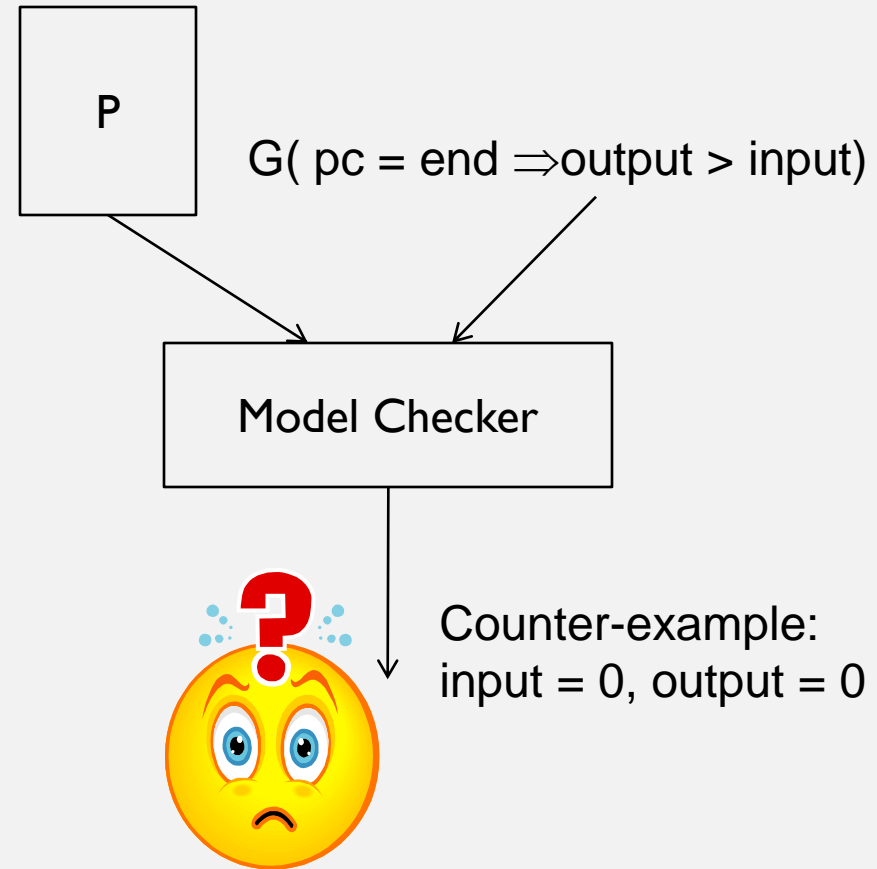 P
G( pc = end ⇒output > input)
Model Checker
?
Counter-example:
input = 0, output = 0